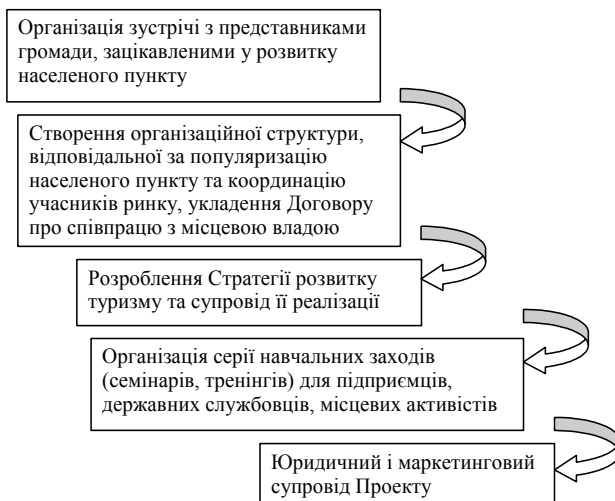 Організація зустрічі з представниками
громади, зацікавленими у розвитку
населеного пункту
Створення організаційної структури,
відповідальної за популяризацію
населеного пункту та координацію
учасників ринку, укладення Договору
про співпрацю з місцевою владою
Розроблення Стратегії розвитку
туризму та супровід її реалізації
Організація серії навчальних заходів
(семінарів, тренінгів) для підприємців,
державних службовців, місцевих активістів
Юридичний і маркетинговий
супровід Проекту